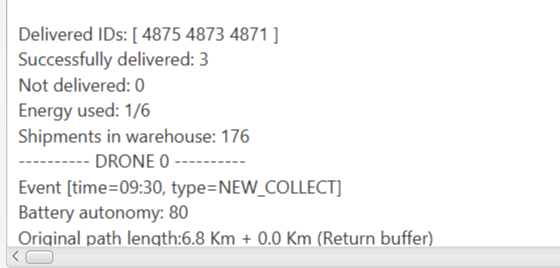 Delivered IDs: [ 4875 4873 4871 ]
Successfully delivered: 3
Not delivered: 0
Energy used: 1/6
Shipments in warehouse: 176
---------- DRONE 0 ----------
Event [time=09:30, type=NEW_COLLECT]
Battery autonomy: 80
Original path length:6.8 Km + 0.0 Km (Return buffer)